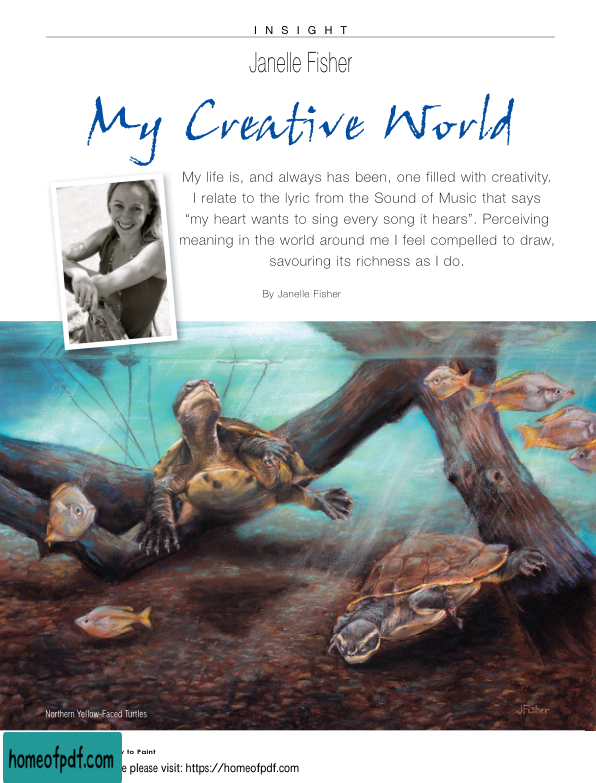 INSIGHT
Janelle Fisher
My Creative World
My life is, and always has been, one filled with creativity.
I relate to the lyric from the Sound of Music that says
“my heart wants to sing every song it hears”. Perceiving
meaning in the world around me I feel compelled to draw,
savouring its richness as I do.
By Janelle Fisher
JFisher
Northern Yellow-Faced Turtles
to Paint
homeofpdf.com
please visit: https://homeofpdf.com